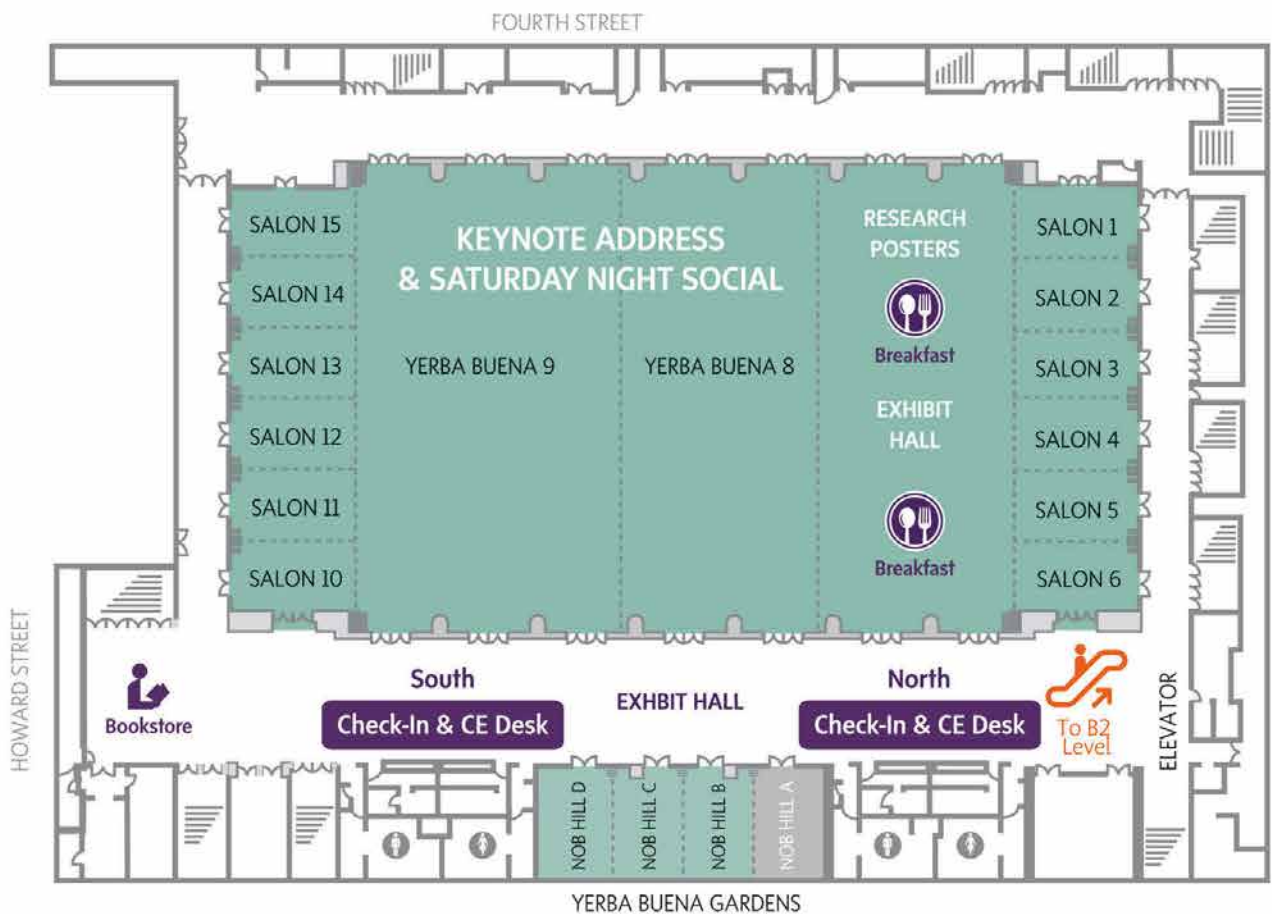 FOURTH STREET
SALON 15
SALON 14
SALON 13
SALON 12
SALON 11
SALON 10
KEYNOTE ADDRESS
& SATURDAY NIGHT SOCIAL
YERBA BUENA 9
YERBA BUENA 8
RESEARCH
POSTERS
Breakfast
EXHIBIT
HALL
Breakfast
SALON 1
SALON 2
SALON 3
SALON 4
SALON 5
SALON 6
HOWARD STREET
Bookstore
South
Check-In & CE Desk
EXHBIT HALL
North
Check-In & CE Desk
To B2
Level
ELEVATOR
NOB HILL D
NOB HILL C
NOB HILL B
NOB HILL A
YERBA BUENA GARDENS